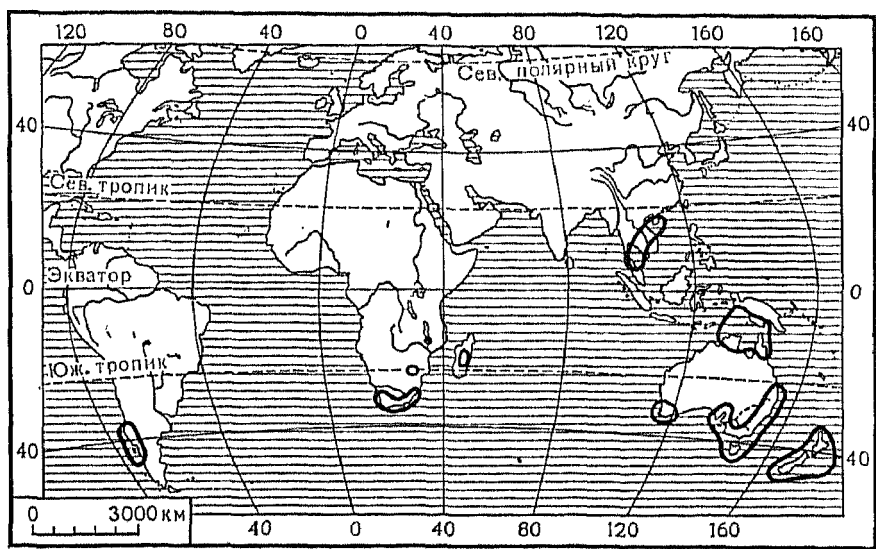 120 80 40 0 40 80 120 160 160
Сев. полярный круг
40 40
Сев. тропик
Экватор
0 0
Юж. тропик
40 40
0 3000 км
40 0 40 80 120 160